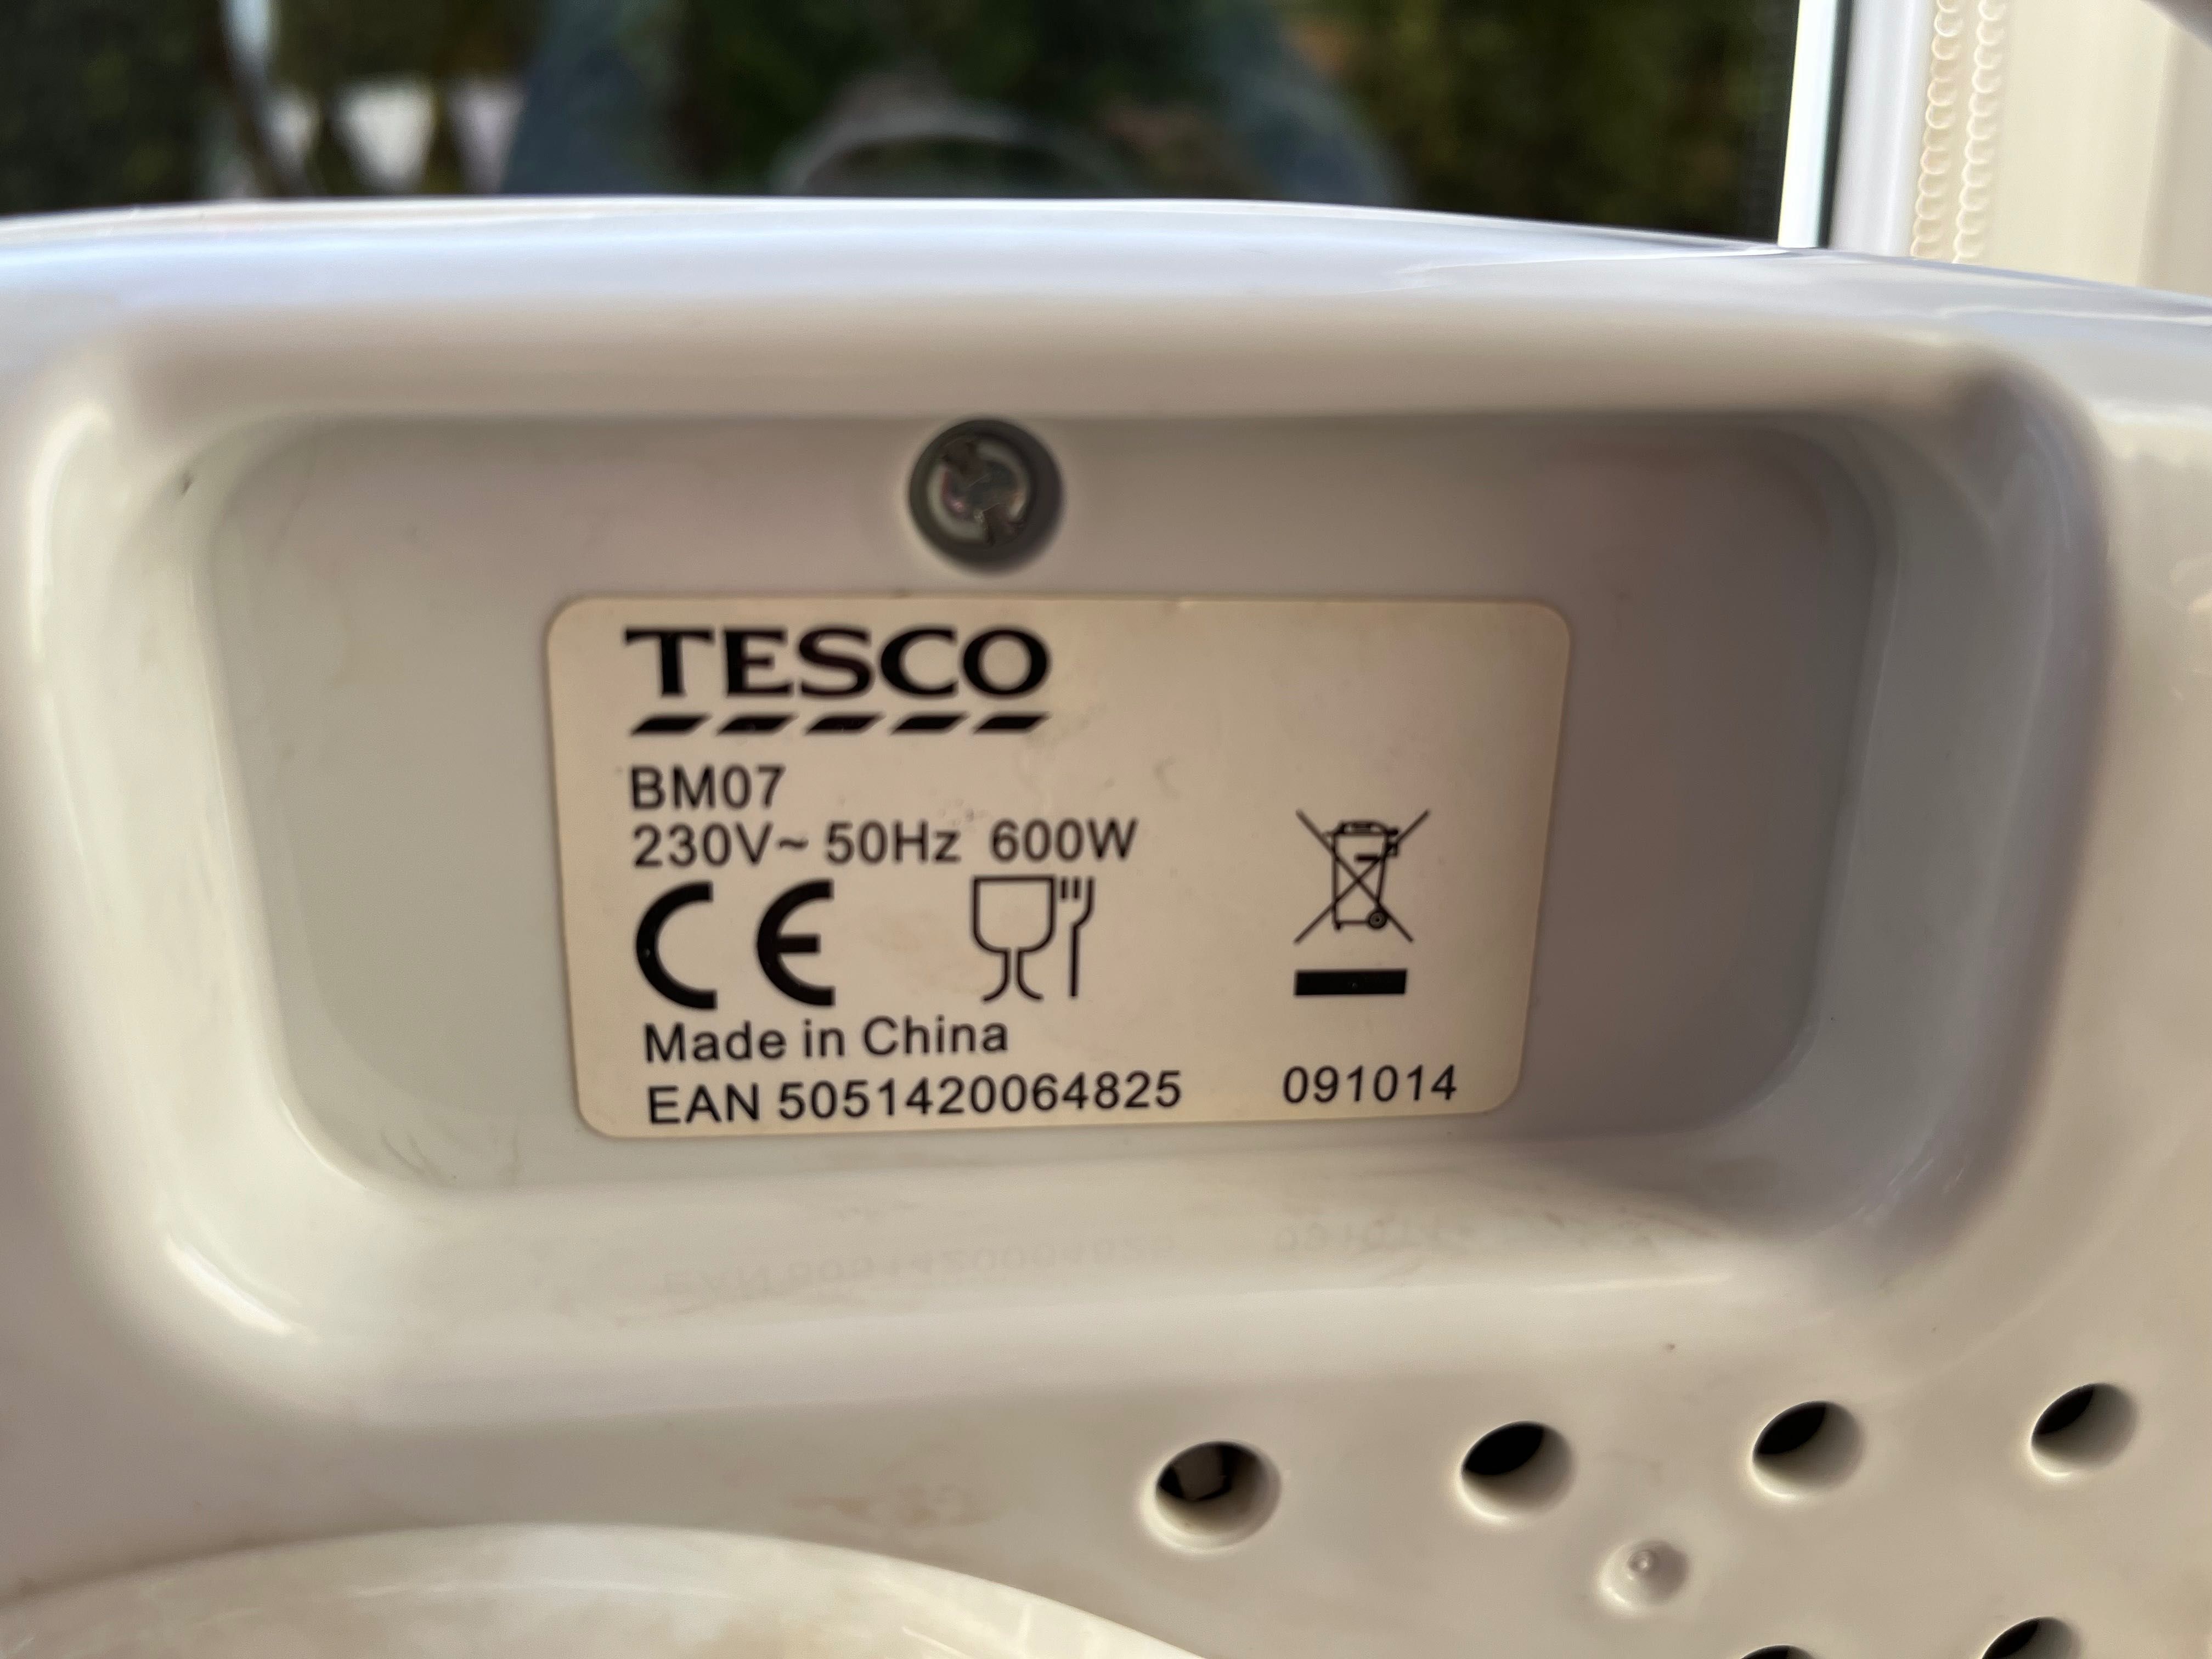 TESCO
BM07
230V~ 50Hz 600W
CE
Made in China
EAN 5051420064825 091014